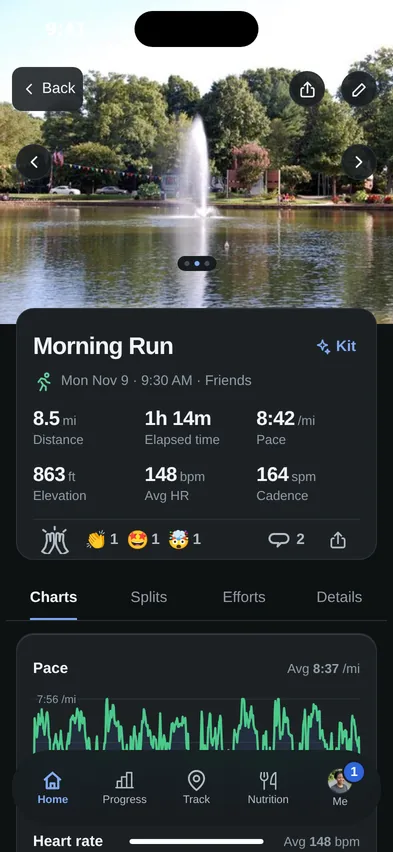 9:41
Back
Morning Run
Kit
Mon Nov 9 · 9:30 AM · Friends
8.5 mi 1h 14m 8:42 /mi
Distance Elapsed time Pace
863 ft 148 bpm 164 spm
Elevation Avg HR Cadence
👏 1 🤩 1 🤯 1 2
Charts Splits Efforts Details
Pace Avg 8:37 /mi
7:56 /mi
1
Home Progress Track Nutrition Me
Heart rate Avg 148 bpm